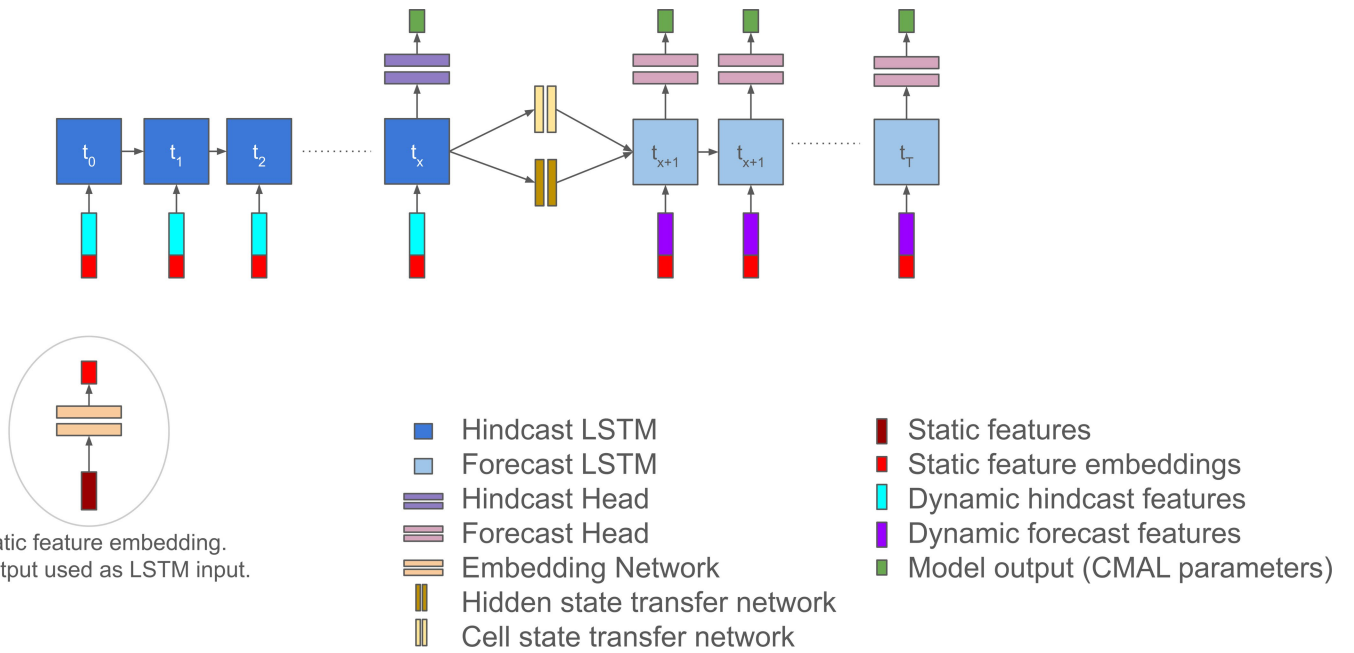 t0 t1 t2 tx tx+1 tx+1 tT
feature embedding.
used as LSTM input.
Hindcast LSTM
Forecast LSTM
Hindcast Head
Forecast Head
Embedding Network
Hidden state transfer network
Cell state transfer network
Static features
Static feature embeddings
Dynamic hindcast features
Dynamic forecast features
Model output (CMAL parameters)